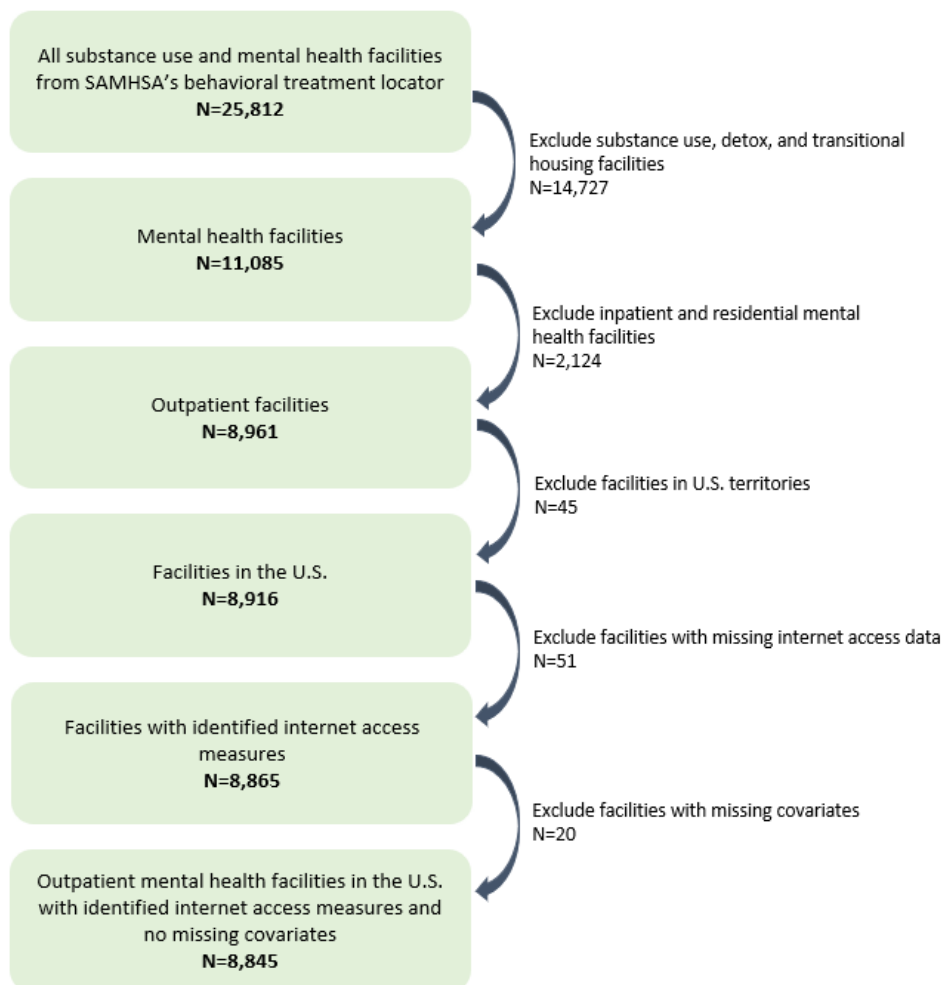 All substance use and mental health facilities
from SAMHSA’s behavioral treatment locator
N=25,812
Exclude substance use, detox, and transitional
housing facilities
N=14,727
Mental health facilities
N=11,085
Exclude inpatient and residential mental
health facilities
N=2,124
Outpatient facilities
N=8,961
Exclude facilities in U.S. territories
N=45
Facilities in the U.S.
N=8,916
Exclude facilities with missing internet access data
N=51
Facilities with identified internet access
measures
N=8,865
Exclude facilities with missing covariates
N=20
Outpatient mental health facilities in the U.S.
with identified internet access measures and
no missing covariates
N=8,845